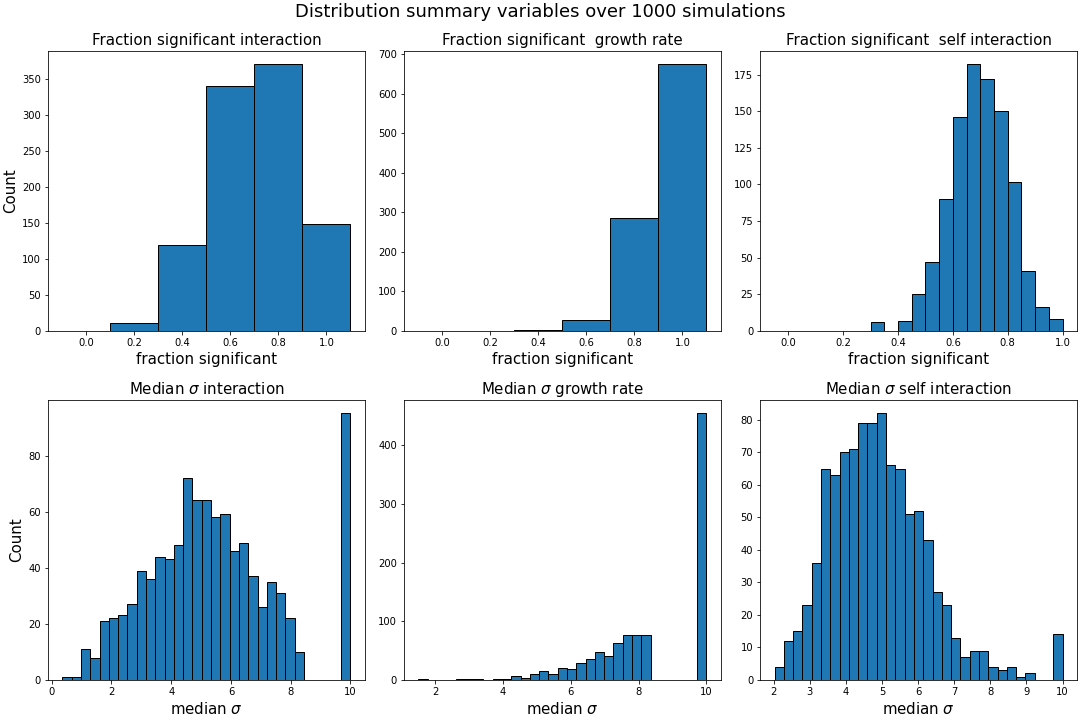 Distribution summary variables over 1000 simulations
Fraction significant interaction
Fraction significant  growth rate
Fraction significant  self interaction
350
300
250
200
150
100
50
0
Count
0.0 0.2 0.4 0.6 0.8 1.0
fraction significant
700
600
500
400
300
200
100
0
0.0 0.2 0.4 0.6 0.8 1.0
fraction significant
175
150
125
100
75
50
25
0
0.0 0.2 0.4 0.6 0.8 1.0
fraction significant
Median σ interaction
Median σ growth rate
Median σ self interaction
80
60
40
20
0
Count
0 2 4 6 8 10
median σ
400
300
200
100
0
2 4 6 8 10
median σ
80
70
60
50
40
30
20
10
0
2 3 4 5 6 7 8 9 10
median σ